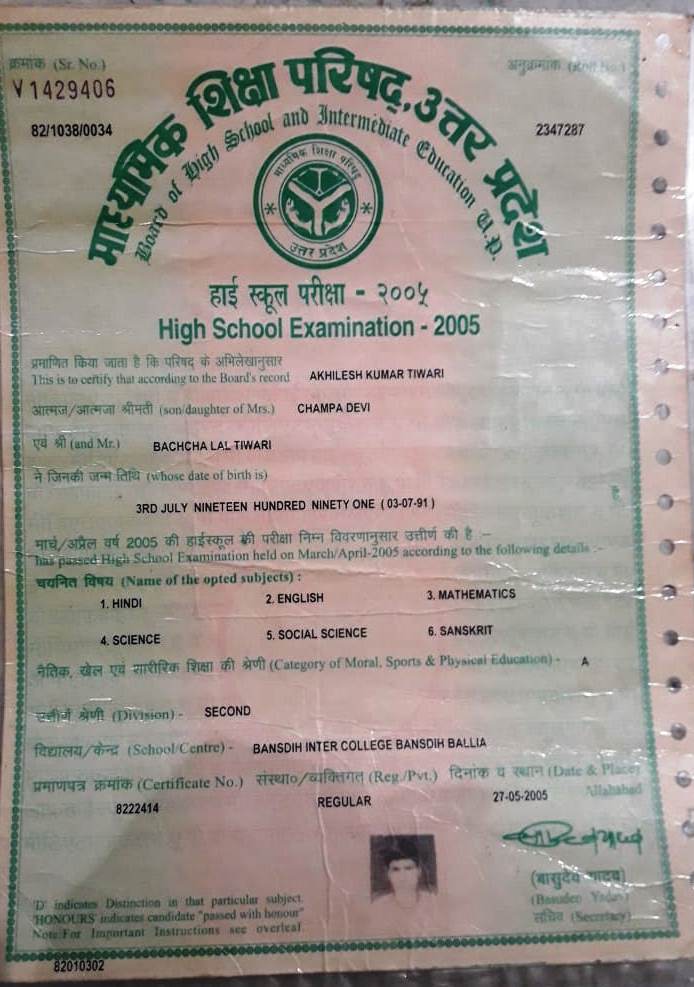 क्रमांक (Sr. No.)
अनुक्रमांक (Roll No.)
V 1429406
82/1038/0034
2347287
माध्यमिक शिक्षा परिषद्, उत्तर प्रदेश
Board of High School and Intermediate Education U.P.
माध्यमिक शिक्षा परिषद्
उत्तर प्रदेश
हाई स्कूल परीक्षा - २००५
High School Examination - 2005
प्रमाणित किया जाता है कि परिषद के अभिलेखानुसार
This is to certify that according to the Board's record AKHILESH KUMAR TIWARI
आत्मज/आत्मजा श्रीमती (son/daughter of Mrs.) CHAMPA DEVI
एवं श्री (and Mr.) BACHCHA LAL TIWARI
ने जिनकी जन्म तिथि (whose date of birth is)
है
3RD JULY NINETEEN HUNDRED NINETY ONE ( 03-07-91 )
मार्च/अप्रैल वर्ष 2005 की हाईस्कूल की परीक्षा निम्न विवरणानुसार उत्तीर्ण की है :–
has passed High School Examination held on March/April-2005 according to the following details :-
चयनित विषय (Name of the opted subjects) :
1. HINDI 2. ENGLISH 3. MATHEMATICS
4. SCIENCE 5. SOCIAL SCIENCE 6. SANSKRIT
नैतिक, खेल एवं शारीरिक शिक्षा की श्रेणी (Category of Moral, Sports & Physical Education) - A
उत्तीर्ण श्रेणी (Division) - SECOND
विद्यालय/केन्द्र (School/Centre) - BANSDIH INTER COLLEGE BANSDIH BALLIA
प्रमाणपत्र क्रमांक (Certificate No.) संस्था०/व्यक्तिगत (Reg./Pvt.) दिनांक व स्थान (Date & Place)
8222414 REGULAR 27-05-2005 Allahabad
(बासुदेव यादव)
(Basudeo Yadav)
सचिव (Secretary)
'D' indicates Distinction in that particular subject.
'HONOURS' indicates candidate "passed with honour"
Note:For Important Instructions see overleaf.
82010302